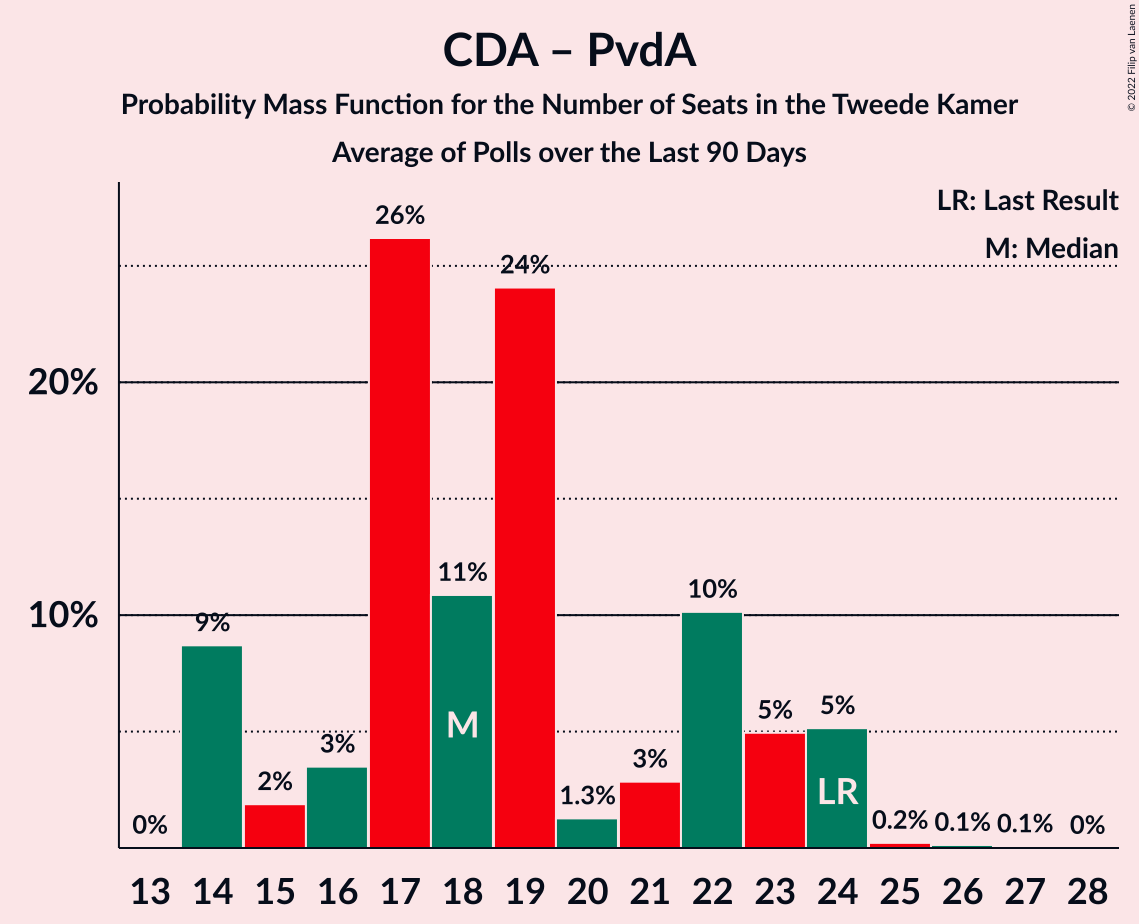 CDA – PvdA
Probability Mass Function for the Number of Seats in the Tweede Kamer
Average of Polls over the Last 90 Days
© 2022 Filip van Laenen
LR: Last Result
M: Median
20%
10%
0%
9%
2%
3%
26%
11%
24%
1.3%
3%
10%
5%
5%
0.2%
0.1%
0.1%
0%
M
LR
13 14 15 16 17 18 19 20 21 22 23 24 25 26 27 28